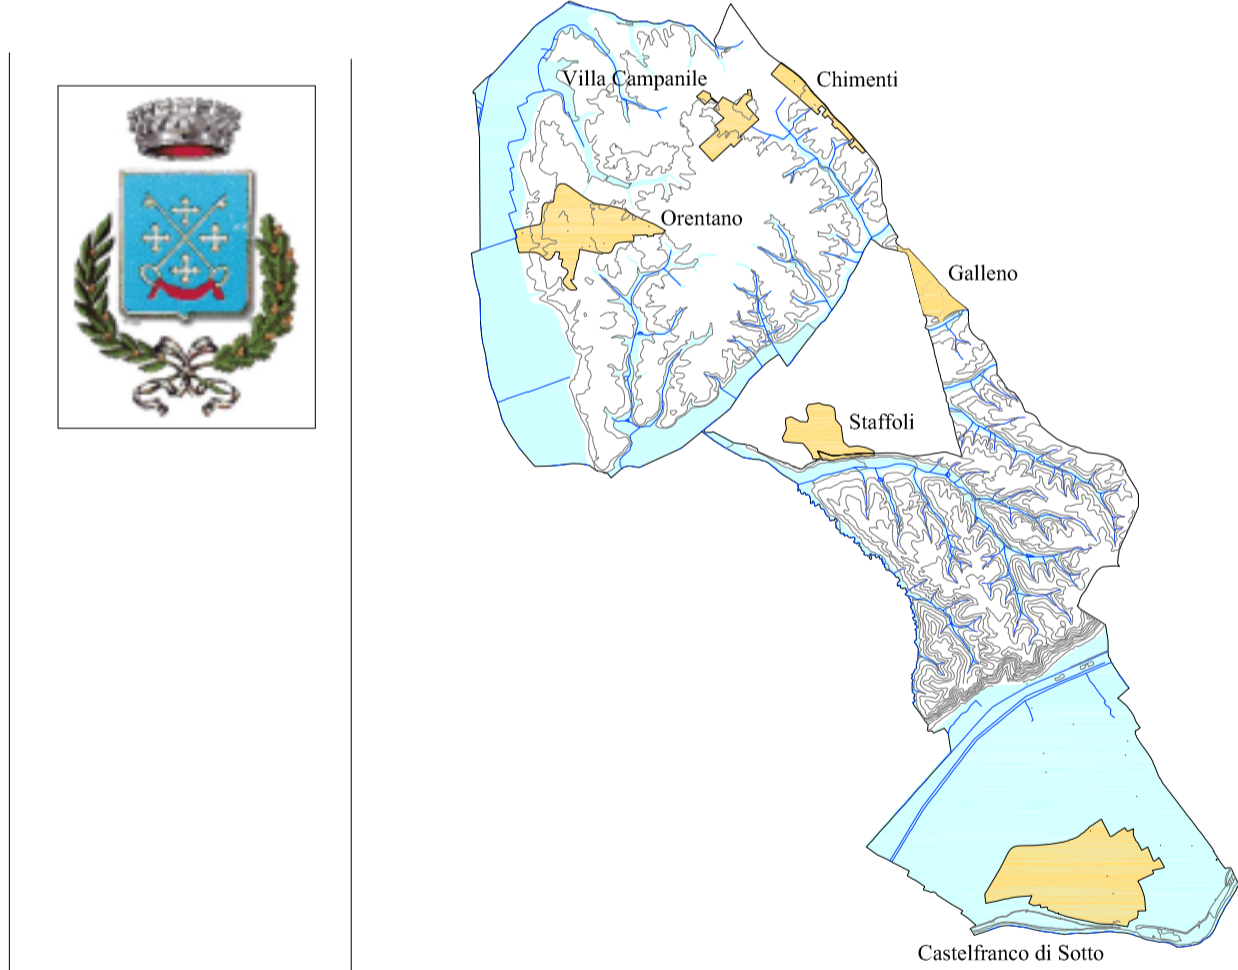 Villa Campanile
Chimenti
Orentano
Galleno
Staffoli
Castelfranco di Sotto